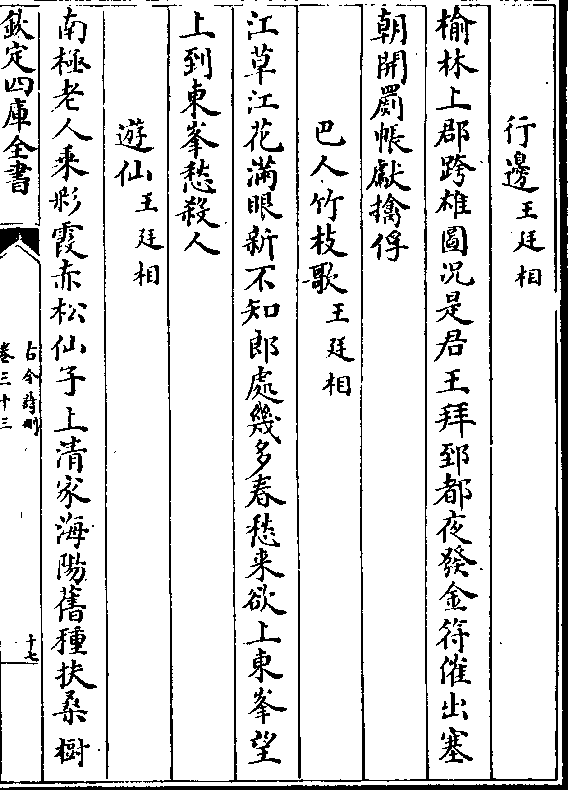 行邊王廷相
榆林上郡跨雄圖况是君王拜郅都夜發金符催出塞
朝開罽帳獻擒俘
巴人竹枝歌王廷相
江草江花滿眼新不知郎處幾多春愁来欲上東峯望
上到東峯愁殺人
遊仙王廷相
南極老人乗彤霞赤松仙子上清家海陽舊種扶桑樹
欽定四庫全書
古今詩刪
卷三十三
十七